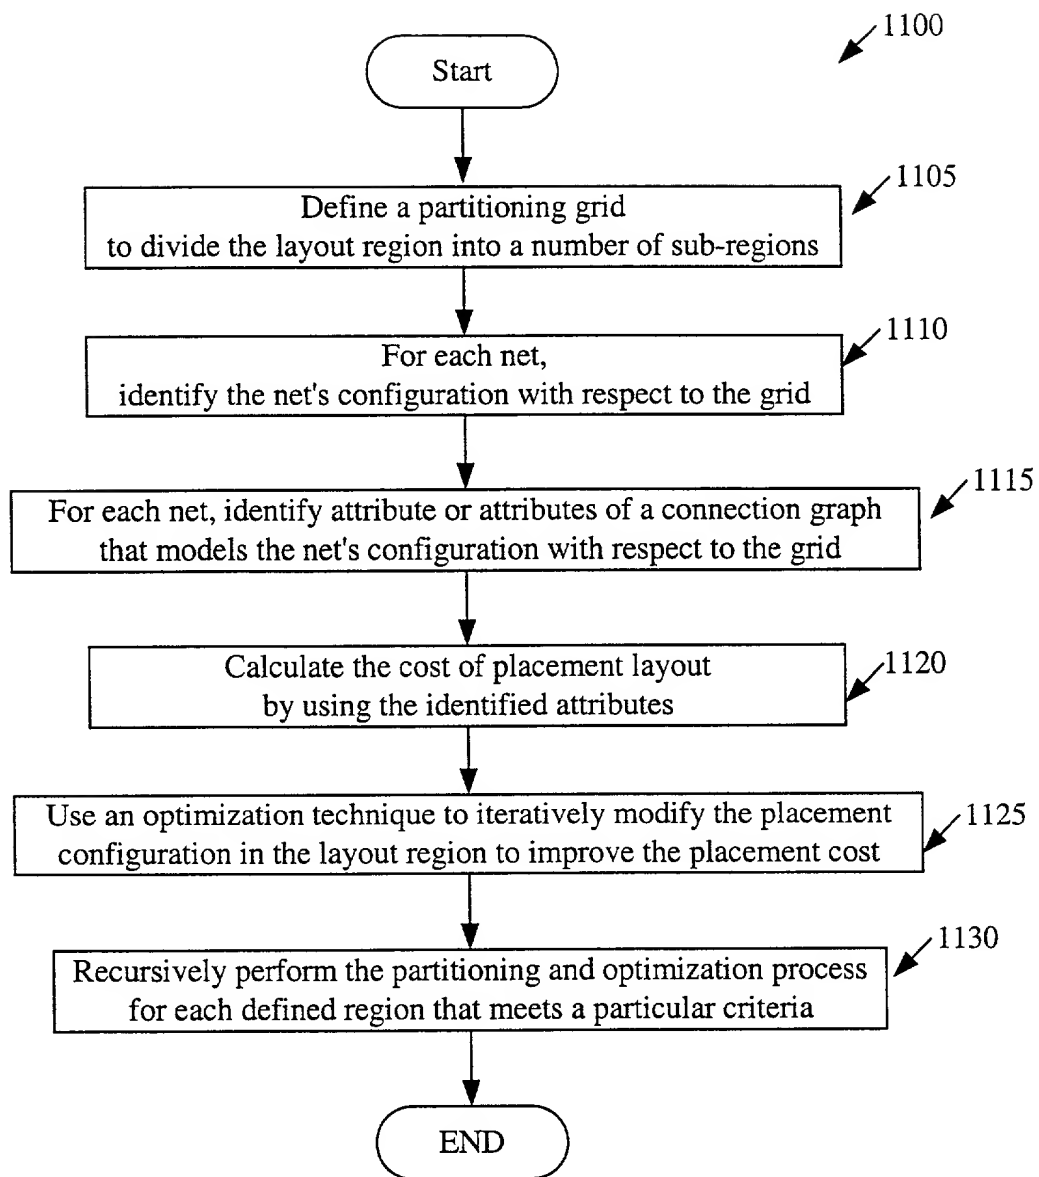 1100
Start
1105
Define a partitioning grid
to divide the layout region into a number of sub-regions
1110
For each net,
identify the net's configuration with respect to the grid
1115
For each net, identify attribute or attributes of a connection graph
that models the net's configuration with respect to the grid
1120
Calculate the cost of placement layout
by using the identified attributes
1125
Use an optimization technique to iteratively modify the placement
configuration in the layout region to improve the placement cost
1130
Recursively perform the partitioning and optimization process
for each defined region that meets a particular criteria
END